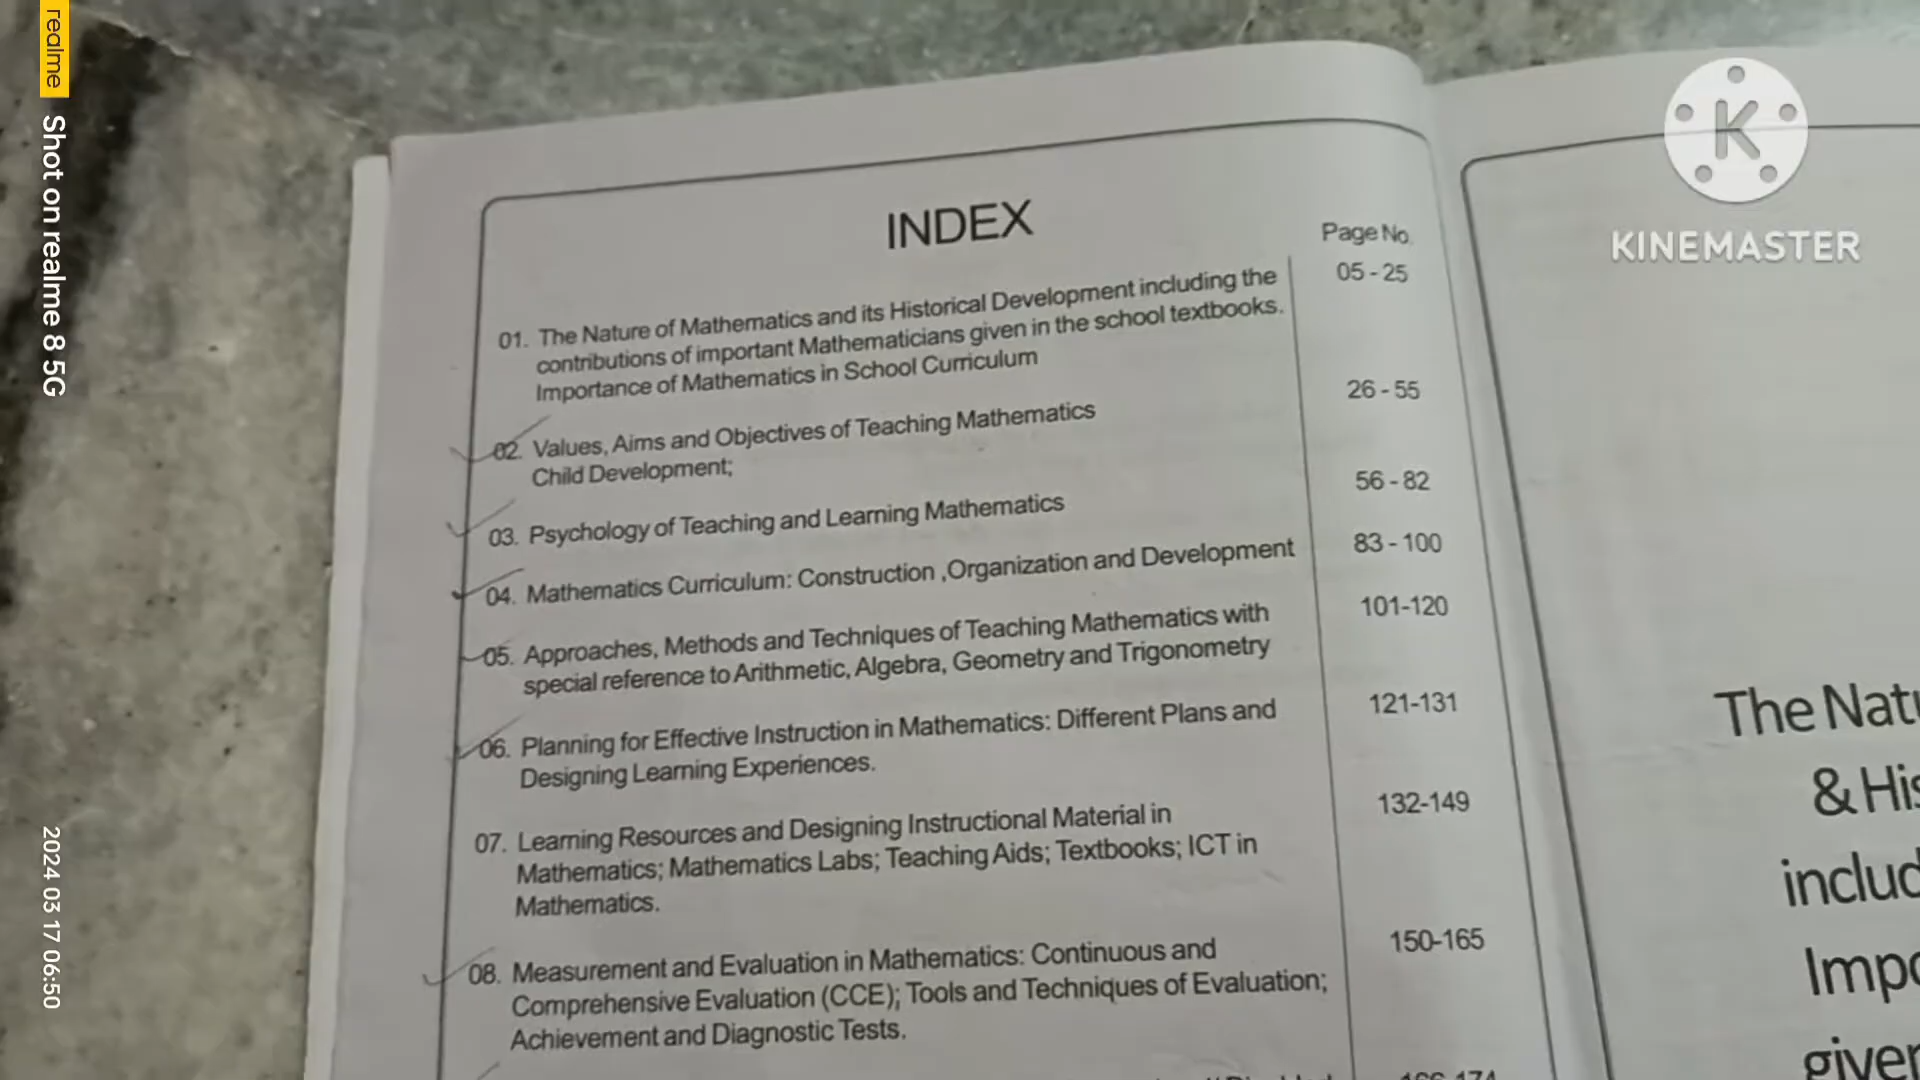 INDEX
Page No.
01. The Nature of Mathematics and its Historical Development including the
contributions of important Mathematicians given in the school textbooks.
Importance of Mathematics in School Curriculum
05 - 25
02. Values, Aims and Objectives of Teaching Mathematics
Child Development;
26 - 55
03. Psychology of Teaching and Learning Mathematics
56 - 82
04. Mathematics Curriculum: Construction ,Organization and Development
83 - 100
05. Approaches, Methods and Techniques of Teaching Mathematics with
special reference to Arithmetic, Algebra, Geometry and Trigonometry
101-120
06. Planning for Effective Instruction in Mathematics: Different Plans and
Designing Learning Experiences.
121-131
07. Learning Resources and Designing Instructional Material in
Mathematics; Mathematics Labs; Teaching Aids; Textbooks; ICT in
Mathematics.
132-149
08. Measurement and Evaluation in Mathematics: Continuous and
Comprehensive Evaluation (CCE); Tools and Techniques of Evaluation;
Achievement and Diagnostic Tests.
150-165
The Natu
& His
includ
Impo
given
K
KINEMASTER
realme
Shot on realme 8 5G
2024 03 17 06:50